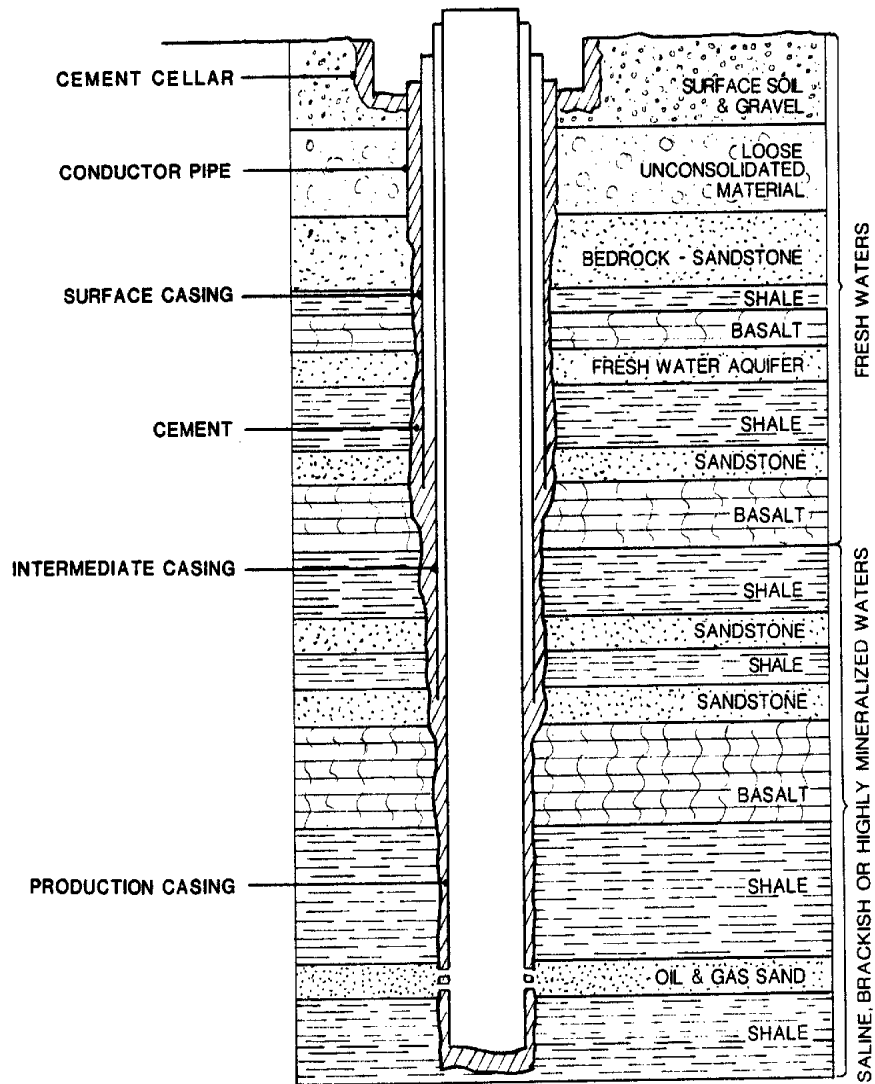 CEMENT CELLAR
CONDUCTOR PIPE
SURFACE CASING
CEMENT
INTERMEDIATE CASING
PRODUCTION CASING
SURFACE SOIL
& GRAVEL
LOOSE
UNCONSOLIDATED
MATERIAL
BEDROCK - SANDSTONE
SHALE
BASALT
FRESH WATER AQUIFER
SHALE
SANDSTONE
BASALT
SHALE
SANDSTONE
SHALE
SANDSTONE
BASALT
SHALE
OIL & GAS SAND
SHALE
FRESH WATERS
SALINE, BRACKISH OR HIGHLY MINERALIZED WATERS